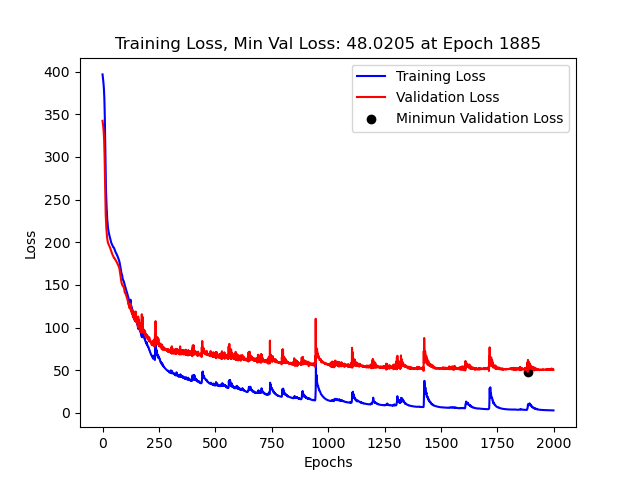 Training Loss, Min Val Loss: 48.0205 at Epoch 1885
Training Loss
Validation Loss
Minimun Validation Loss
Loss
400
350
300
250
200
150
100
50
0
0 250 500 750 1000 1250 1500 1750 2000
Epochs